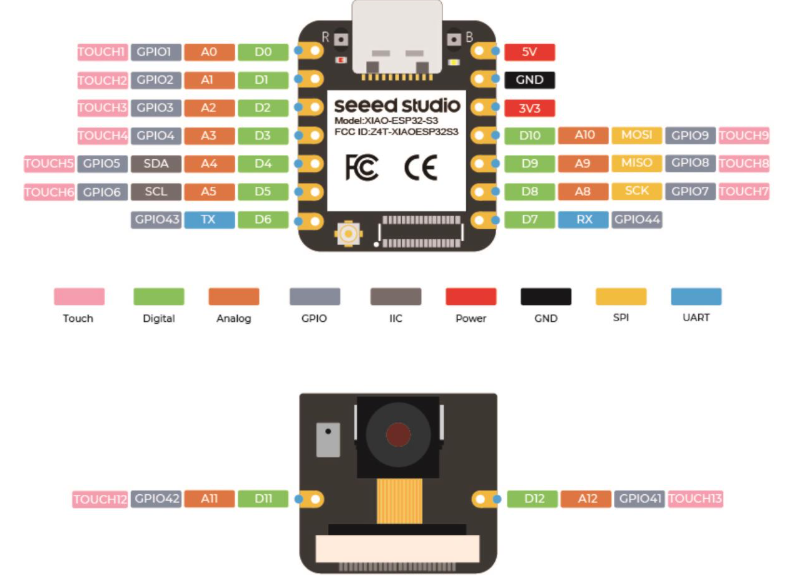 R B
TOUCH1 GPIO1 A0 D0 5V
TOUCH2 GPIO2 A1 D1 GND
TOUCH3 GPIO3 A2 D2 3V3
seeed studio
Model:XIAO-ESP32-S3
FCC ID:Z4T-XIAOESP32S3
TOUCH4 GPIO4 A3 D3 D10 A10 MOSI GPIO9 TOUCH9
TOUCH5 GPIO5 SDA A4 D4 FC CE D9 A9 MISO GPIO8 TOUCH8
TOUCH6 GPIO6 SCL A5 D5 D8 A8 SCK GPIO7 TOUCH7
GPIO43 TX D6 D7 RX GPIO44
Touch Digital Analog GPIO IIC Power GND SPI UART
TOUCH12 GPIO42 A11 D11 D12 A12 GPIO41 TOUCH13